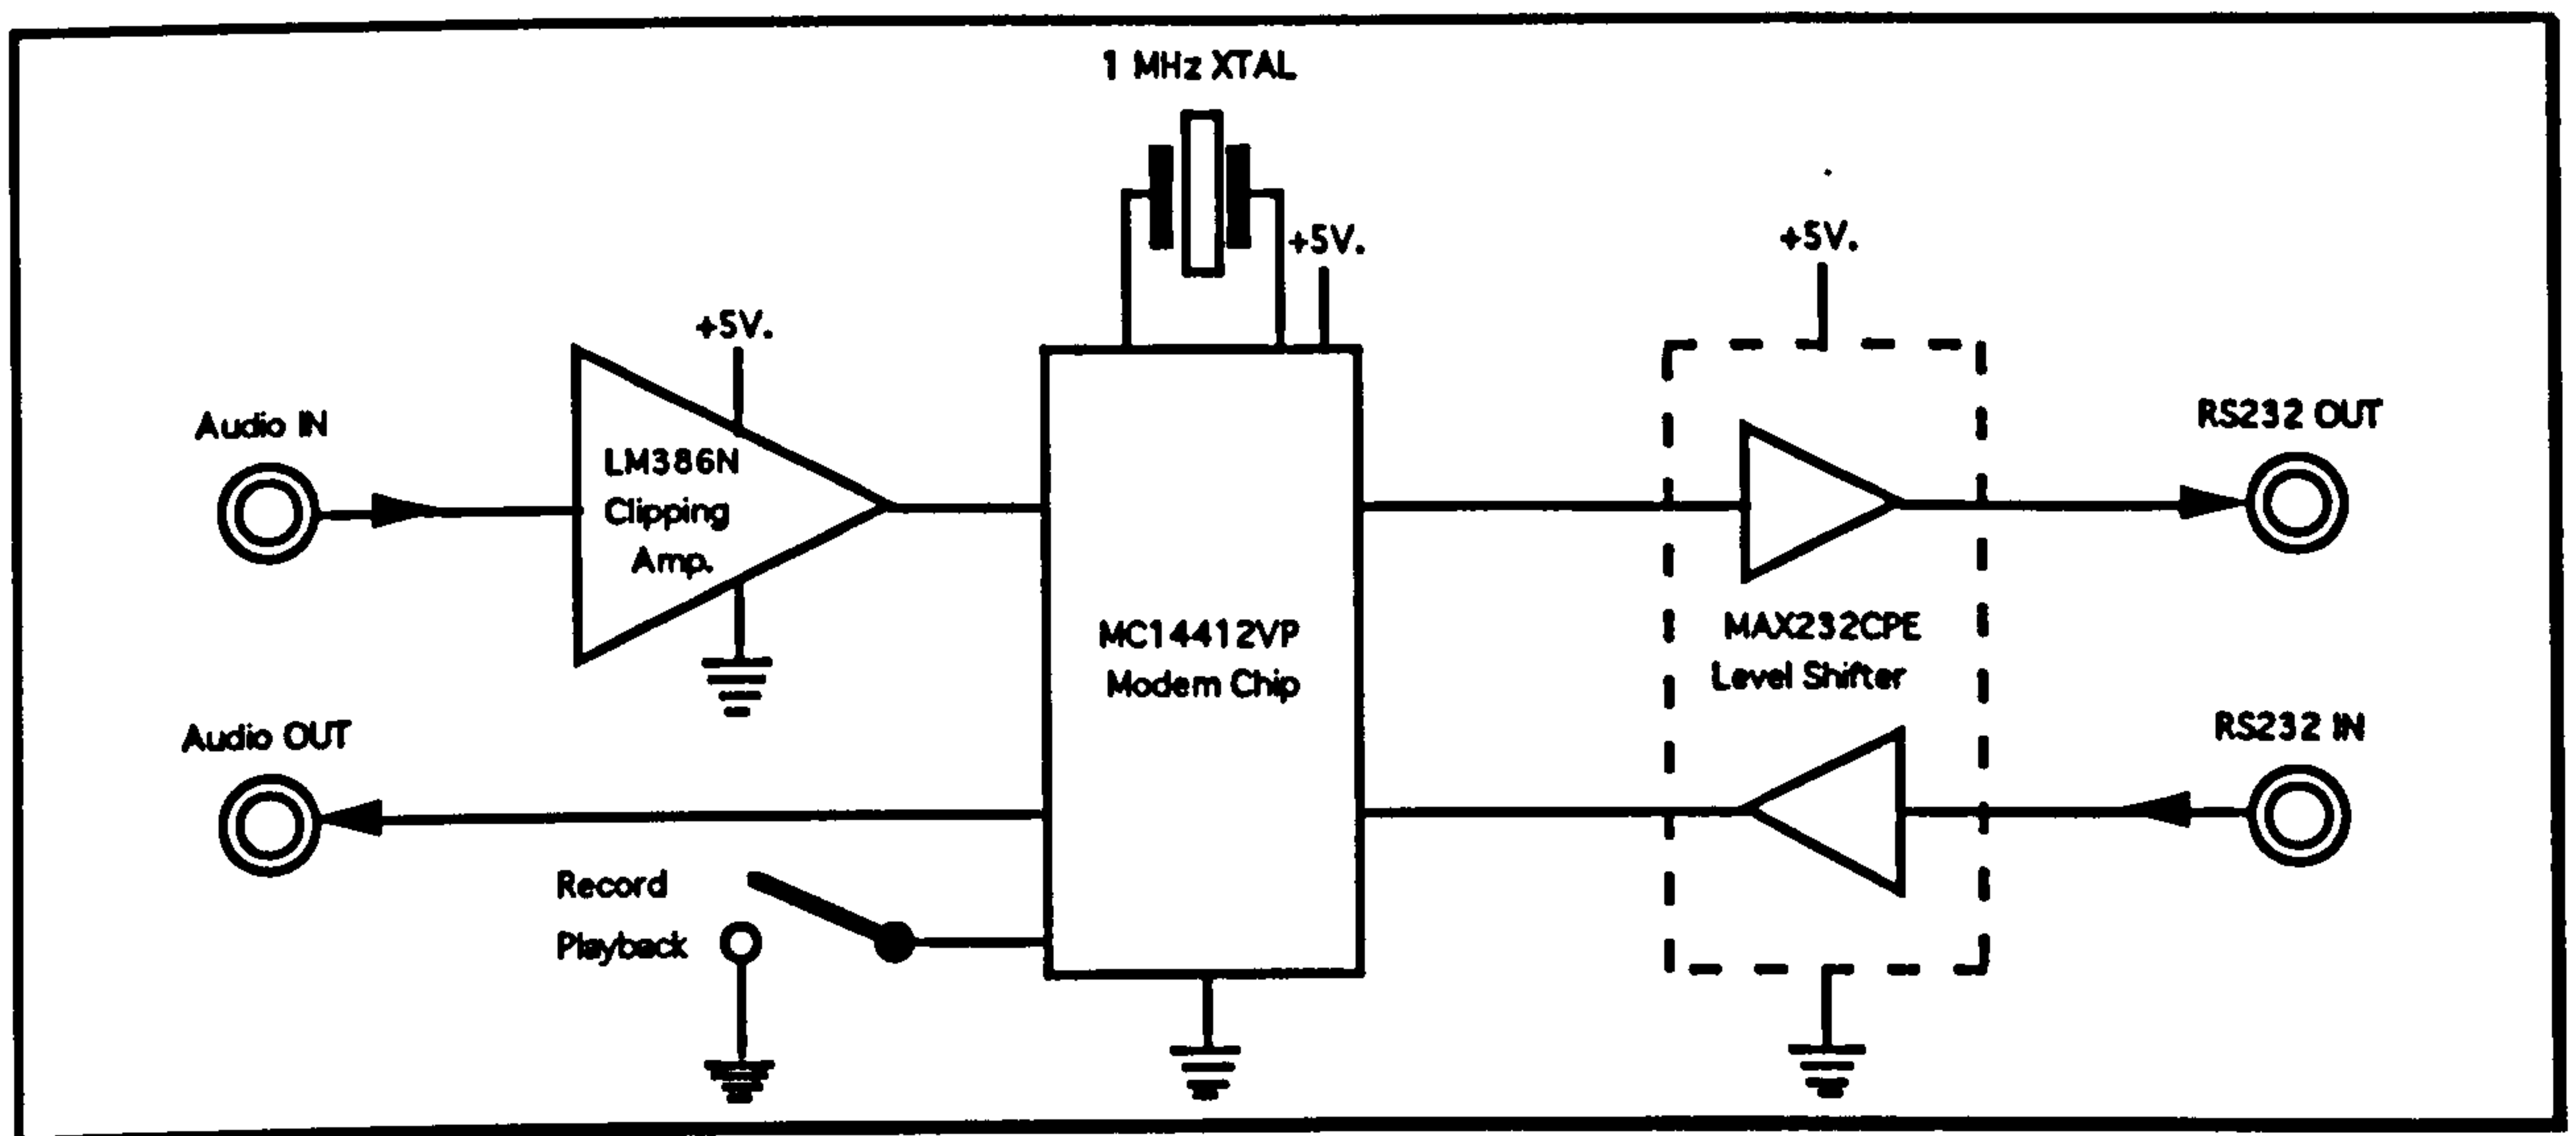 1 MHz XTAL
+5V.
+5V.
+5V.
Audio IN
LM386N
Clipping
Amp.
RS232 OUT
MC14412VP
Modem Chip
MAX232CPE
Level Shifter
Audio OUT
RS232 IN
Record
Playback